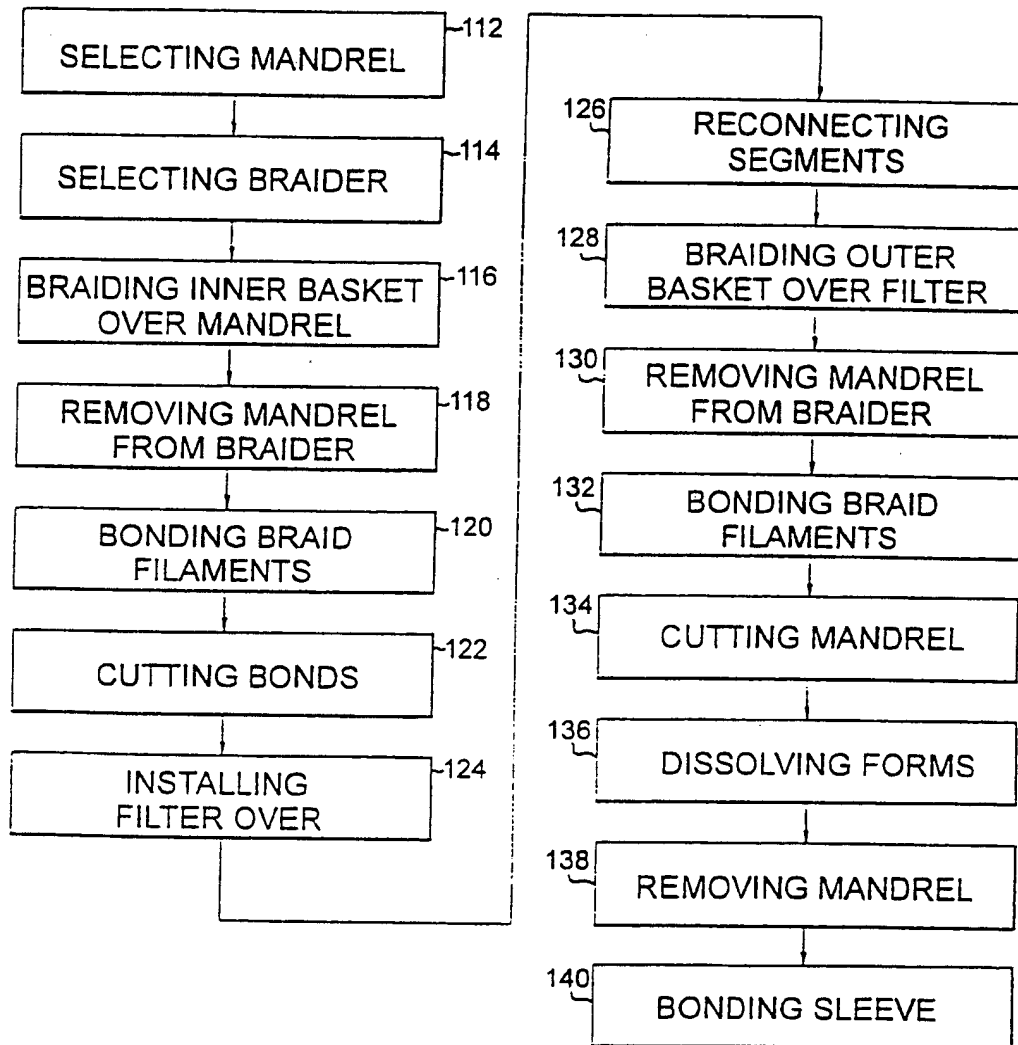 112
SELECTING MANDREL
114
SELECTING BRAIDER
116
BRAIDING INNER BASKET
OVER MANDREL
118
REMOVING MANDREL
FROM BRAIDER
120
BONDING BRAID
FILAMENTS
122
CUTTING BONDS
124
INSTALLING
FILTER OVER
126
RECONNECTING
SEGMENTS
128
BRAIDING OUTER
BASKET OVER FILTER
130
REMOVING MANDREL
FROM BRAIDER
132
BONDING BRAID
FILAMENTS
134
CUTTING MANDREL
136
DISSOLVING FORMS
138
REMOVING MANDREL
140
BONDING SLEEVE